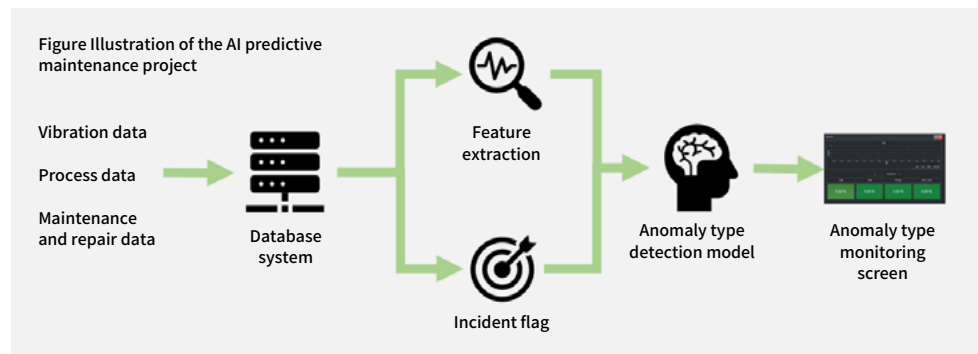 Figure Illustration of the AI predictive
maintenance project
Vibration data
Process data
Maintenance
and repair data
Database
system
Feature
extraction
Incident flag
Anomaly type
detection model
Anomaly type
monitoring
screen